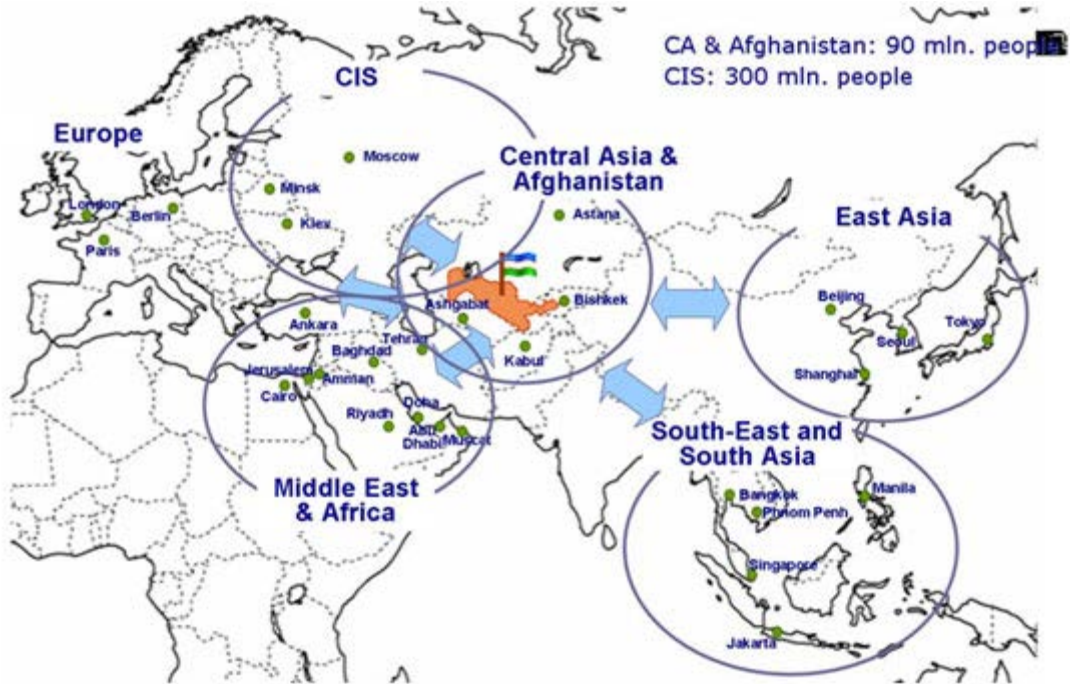 CA & Afghanistan: 90 mln. people
CIS: 300 mln. people
CIS
Europe
Moscow
Central Asia &
Afghanistan
Minsk
London
Berlin
Kiev
Astana
East Asia
Paris
Ashgabat
Bishkek
Beijing
Ankara
Tehran
Tokyo
Baghdad
Kabul
Seoul
Jerusalem
Amman
Shanghai
Cairo
Doha
Riyadh
Abu
Dhabi
Muscat
South-East and
South Asia
Middle East
& Africa
Bangkok
Manila
Phnom Penh
Singapore
Jakarta